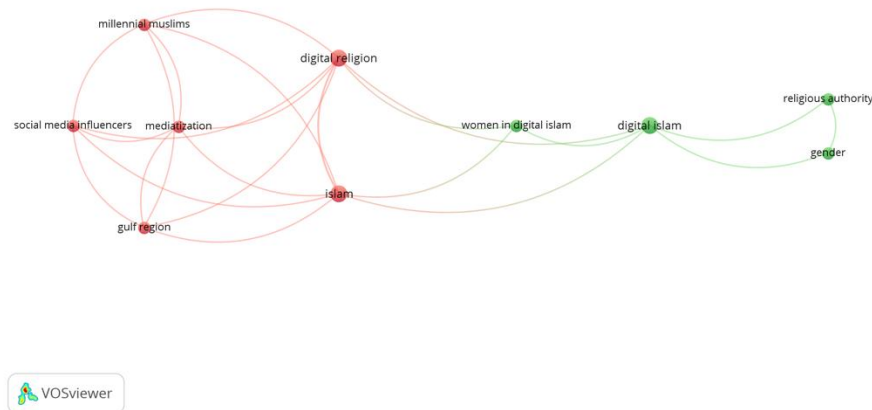 millennial muslims
digital religion
religious authority
social media influencers
mediatization
women in digital islam
digital islam
gender
islam
gulf region
VOSviewer